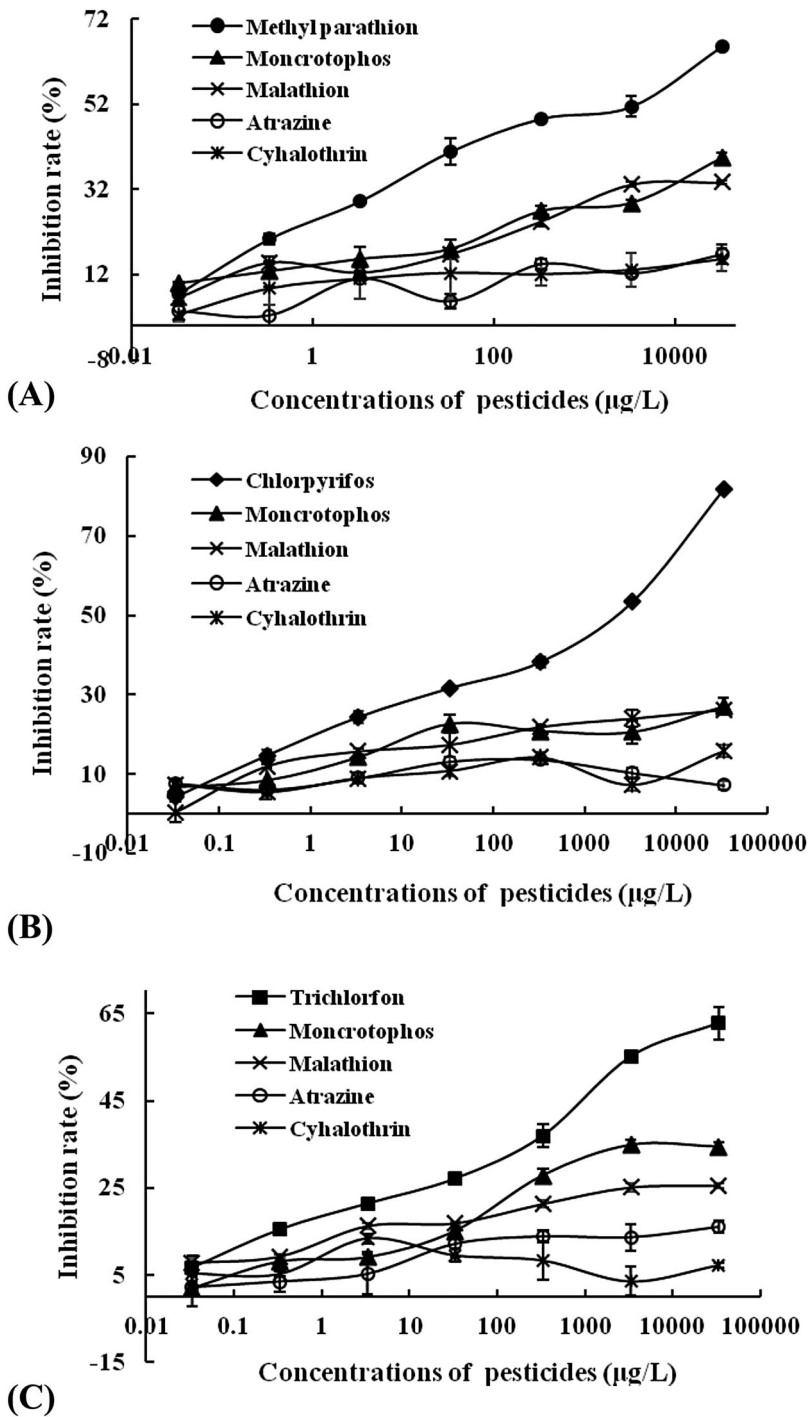 72
52
32
12
-8
Inhibition rate (%)
Methyl parathion
Moncrotophos
Malathion
Atrazine
Cyhalothrin
0.01 1 100 10000
Concentrations of pesticides (μg/L)
(A)
90
70
50
30
10
-10
Inhibition rate (%)
Chlorpyrifos
Moncrotophos
Malathion
Atrazine
Cyhalothrin
0.01 0.1 1 10 100 1000 10000 100000
Concentrations of pesticides (μg/L)
(B)
65
45
25
5
-15
Inhibition rate (%)
Trichlorfon
Moncrotophos
Malathion
Atrazine
Cyhalothrin
0.01 0.1 1 10 100 1000 10000 100000
Concentrations of pesticides (μg/L)
(C)